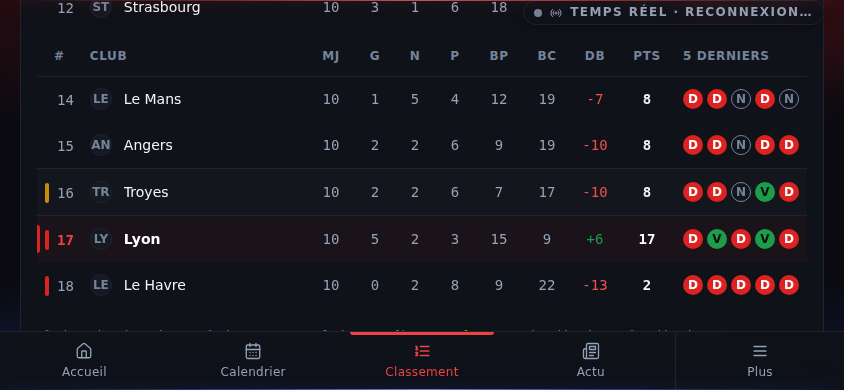 12 ST Strasbourg 10 3 1 6 18
TEMPS RÉEL · RECONNEXION…
# CLUB MJ G N P BP BC DB PTS 5 DERNIERS
14 LE Le Mans 10 1 5 4 12 19 -7 8 D D N D N
15 AN Angers 10 2 2 6 9 19 -10 8 D D N D D
16 TR Troyes 10 2 2 6 7 17 -10 8 D D N V D
17 LY Lyon 10 5 2 3 15 9 +6 17 D V D V D
18 LE Le Havre 10 0 2 8 9 22 -13 2 D D D D D
Accueil Calendrier Classement Actu Plus